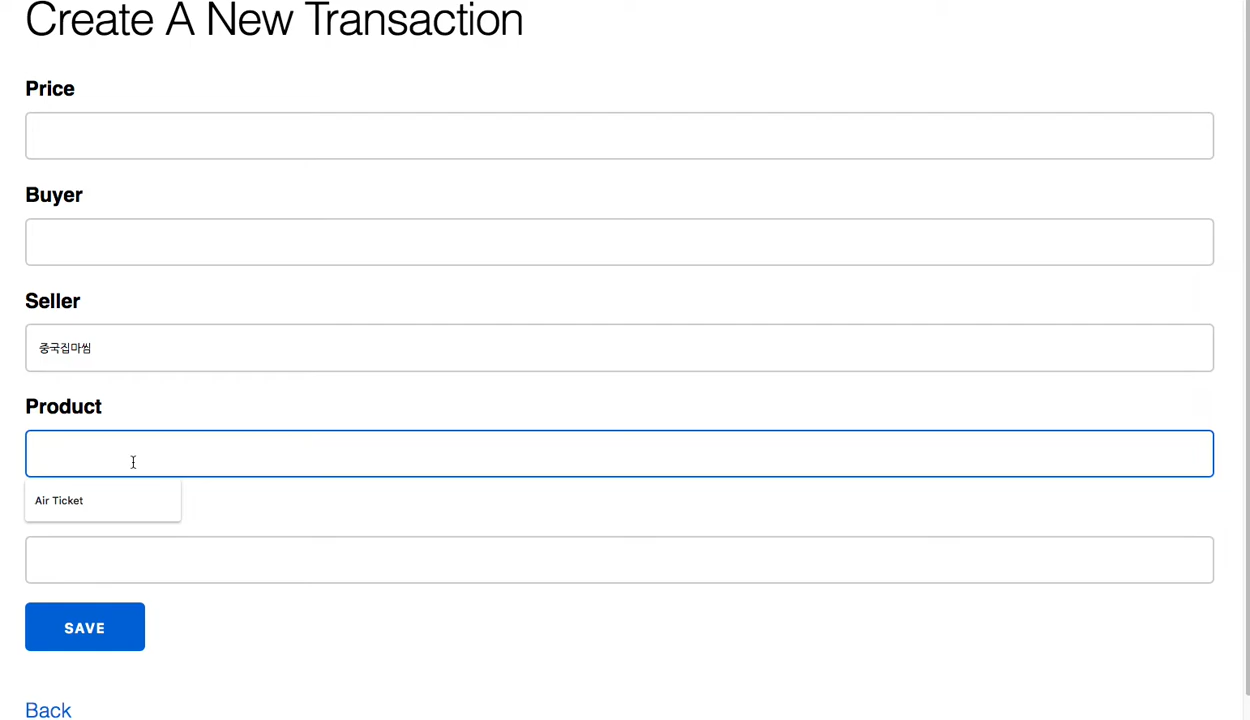 Create A New Transaction
Price
Buyer
Seller
중국집마씸
Product
Air Ticket
SAVE
Back